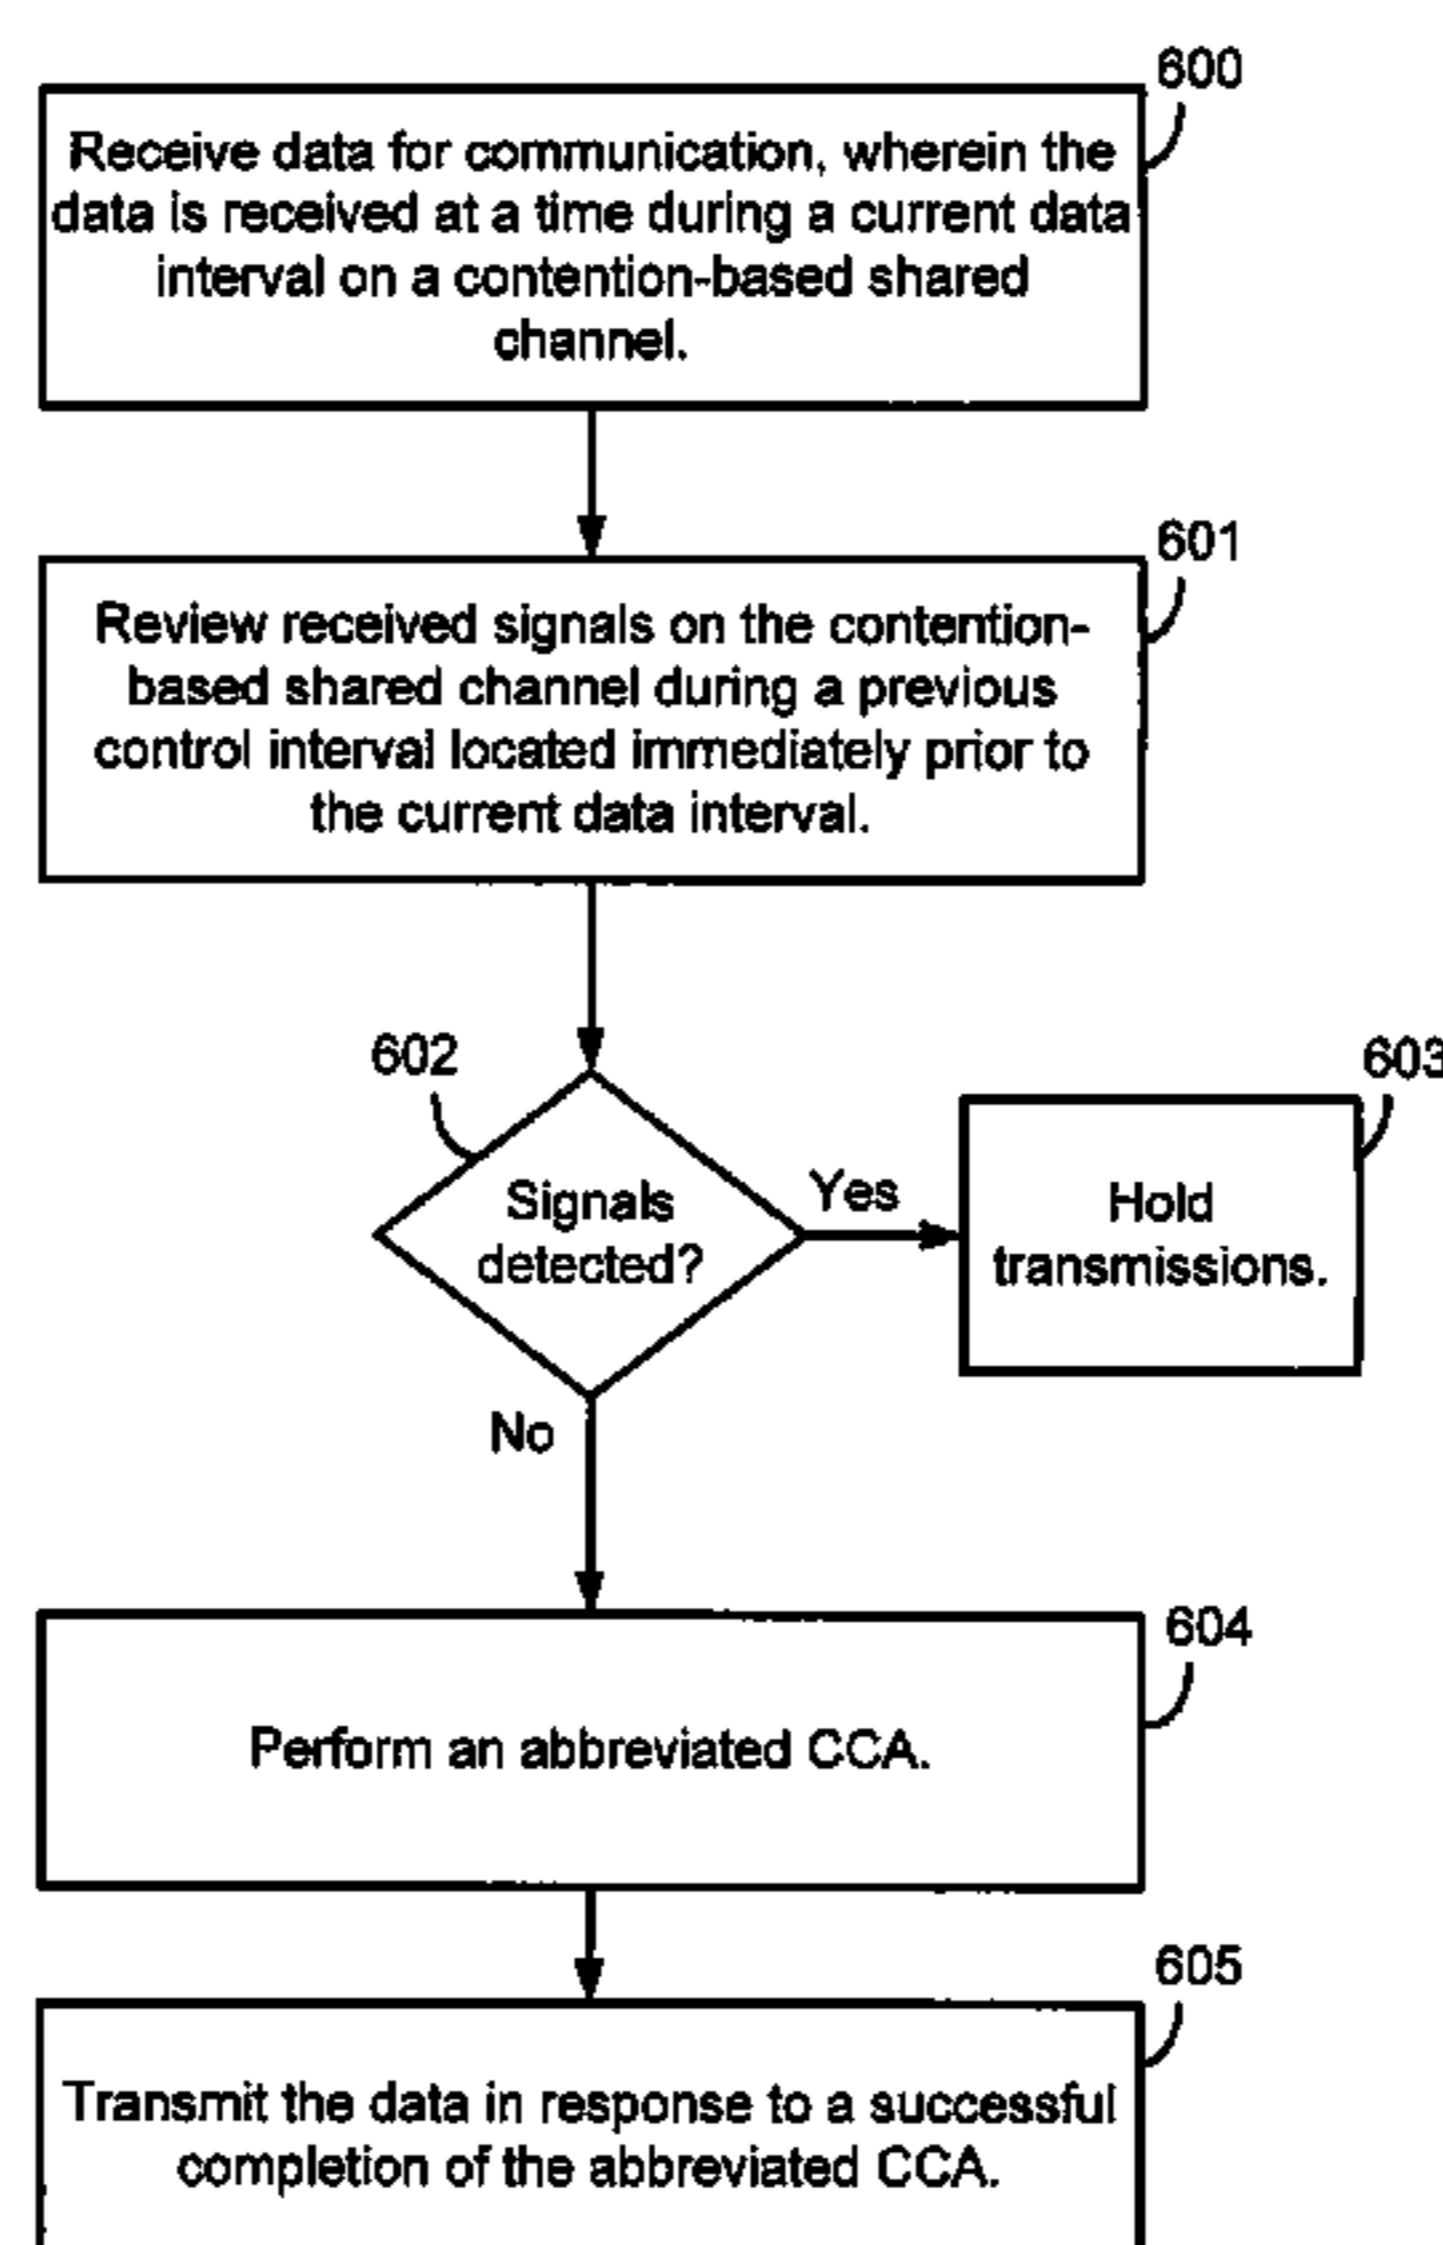 600
Receive data for communication, wherein the
data is received at a time during a current data
interval on a contention-based shared
channel.
601
Review received signals on the contention-
based shared channel during a previous
control interval located immediately prior to
the current data interval.
602
603
Signals
detected?
Yes
Hold
transmissions.
No
604
Perform an abbreviated CCA.
605
Transmit the data in response to a successful
completion of the abbreviated CCA.